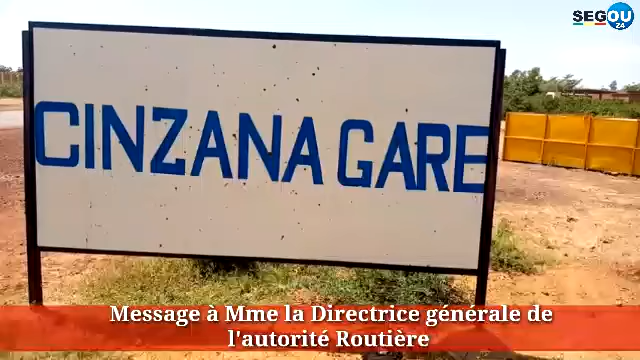 SEGOU
24
CINZANA GARE
Message à Mme la Directrice générale de
l'autorité Routière